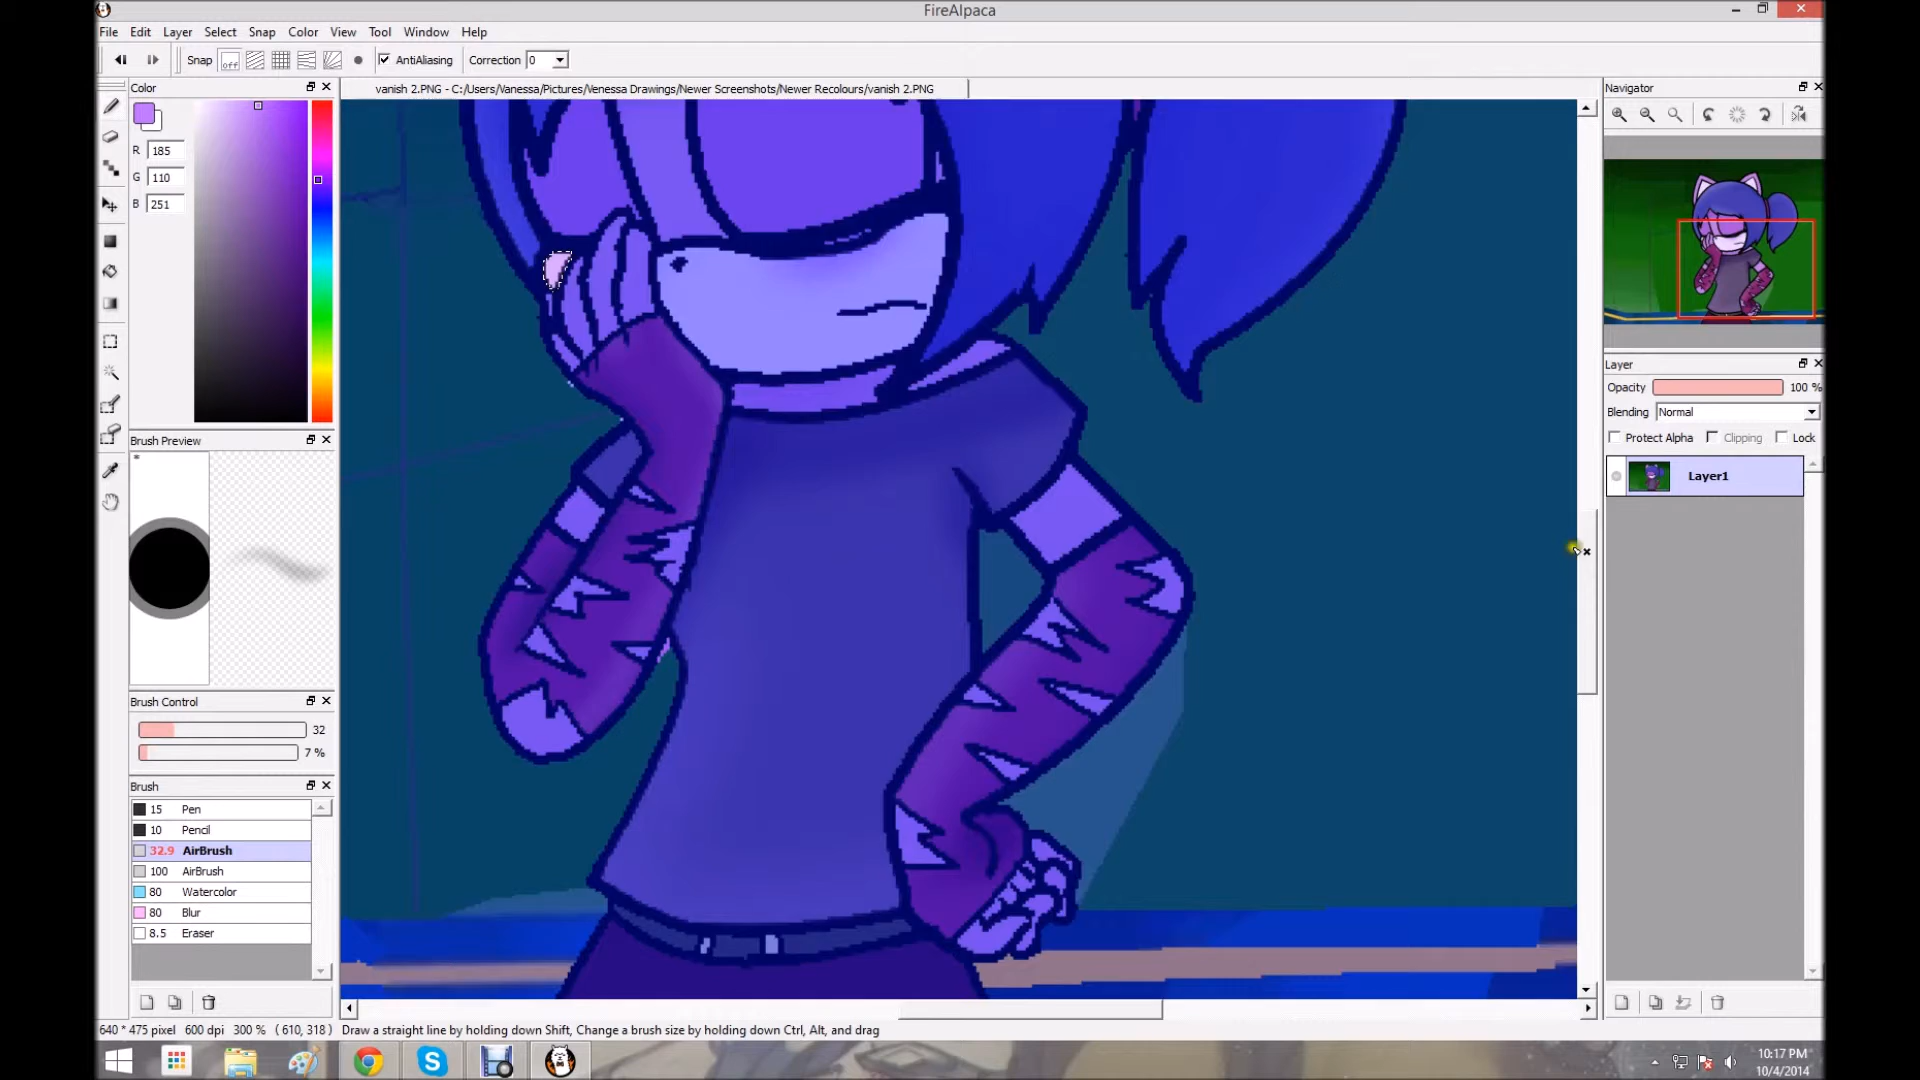 FireAlpaca
File Edit Layer Select Snap Color View Tool Window Help
Snap off AntiAliasing Correction 0
Color
vanish 2.PNG - C:/Users/Vanessa/Pictures/Venessa Drawings/Newer Screenshots/Newer Recolours/vanish 2.PNG
Navigator
R 185
G 110
B 251
Layer
Opacity 100 %
Blending Normal
Protect Alpha Clipping Lock
Layer1
Brush Preview
*
Brush Control
32
7 %
Brush
15 Pen
10 Pencil
32.9 AirBrush
100 AirBrush
80 Watercolor
80 Blur
8.5 Eraser
640 * 475 pixel 600 dpi 300 % ( 610, 318 ) Draw a straight line by holding down Shift, Change a brush size by holding down Ctrl, Alt, and drag
10:17 PM
10/4/2014